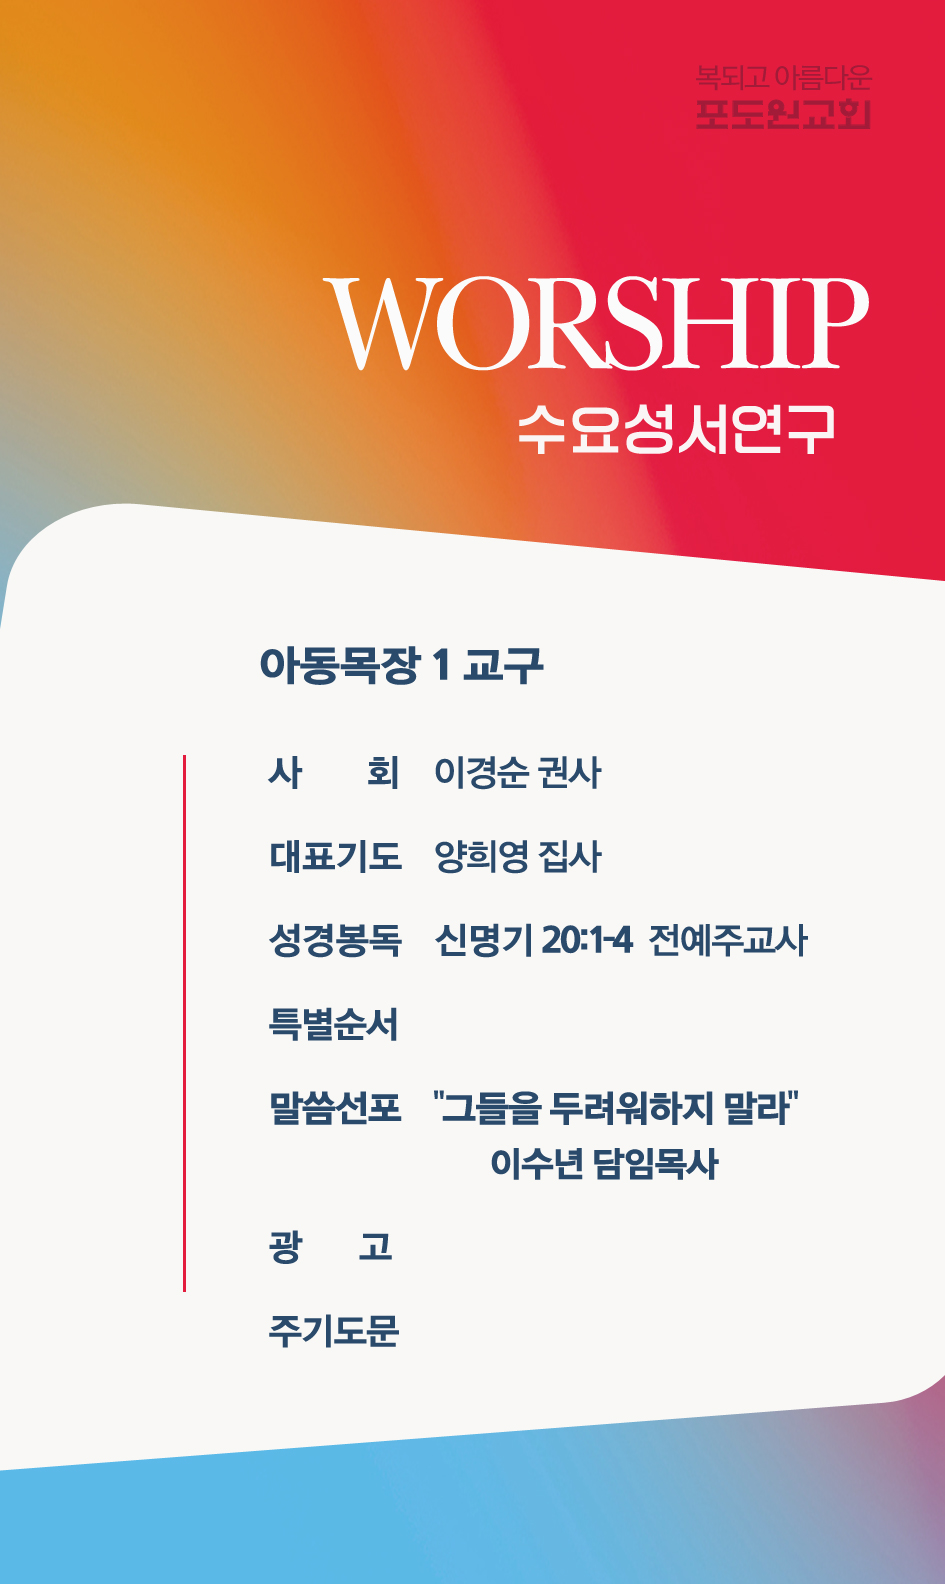 복되고 아름다운
포도원교회
WORSHIP
수요성서연구
아동목장 1 교구
사 회 이경순 권사
대표기도 양희영 집사
성경봉독 신명기 20:1-4 전예주교사
특별순서
말씀선포 "그들을 두려워하지 말라"
이수년 담임목사
광 고
주기도문